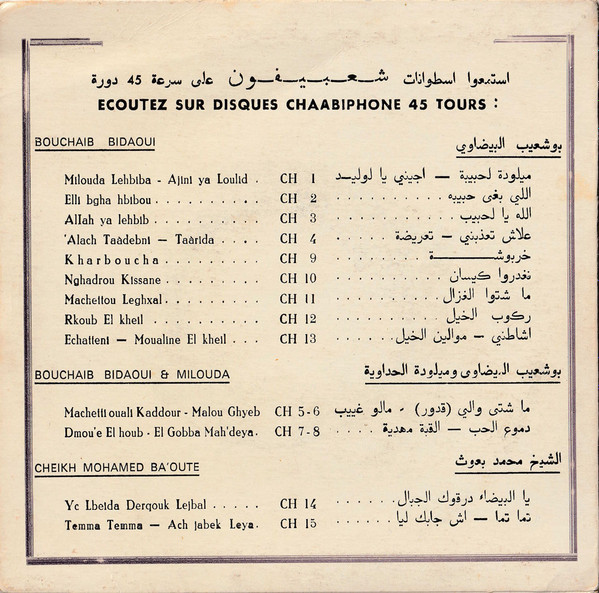 استمعوا اسطوانات شعبيفون على سرعة 45 دورة
ECOUTEZ SUR DISQUES CHAABIPHONE 45 TOURS :
BOUCHAIB BIDAOUI بوشعيب البيضاوي
Milouda Lehbiba - Ajini ya Loulid . CH 1 ميلودة لحبيبة — اجيني يا لوليد
Elli bgha hbibou . . . . . . . . . . CH 2 اللي بغى حبيبه . . . . . . . . .
Allah ya lehbib . . . . . . . . . . CH 3 الله يا لحبيب . . . . . . . . . .
'Alach Taàdebni — Taàrida . . . . CH 4 علاش تعذبني — تعريضة . . . . . .
Kharboucha . . . . . . . . . . CH 9 خربوشة . . . . . . . .
Nghadrou Kissane . . . . . . . . . CH 10 نغدروا كيسان . . . . . . . . . .
Machettou Leghxal . . . . . . . . . CH 11 ما شتوا الغزال . . . . . . . . . .
Rkoub El kheil . . . . . . . . . . CH 12 ركوب الخيل . . . . . . . . . .
Echatteni — Moualine El kheil . . . CH 13 اشاطني — موالين الخيل . . . . . .
BOUCHAIB BIDAOUI & MILOUDA بوشعيب البيضاوي وميلودة الحداوية
Machetti ouali Kaddour - Malou Ghyeb CH 5-6 ما شتى والي (قدور) - مالو غييب
Dmou'e El houb - El Gobba Mah'deya . CH 7-8 دموع الحب — القبة مهدية . . . .
CHEIKH MOHAMED BA'OUTE الشيخ محمد بعوث
Yc Lbeida Derqouk Lejbal . . . . . CH 14 يا البيضاء درقوك الجبال . . . . . .
Temma Temma — Ach jabek Leya . CH 15 تما تما — اش جابك ليا . . . . . .